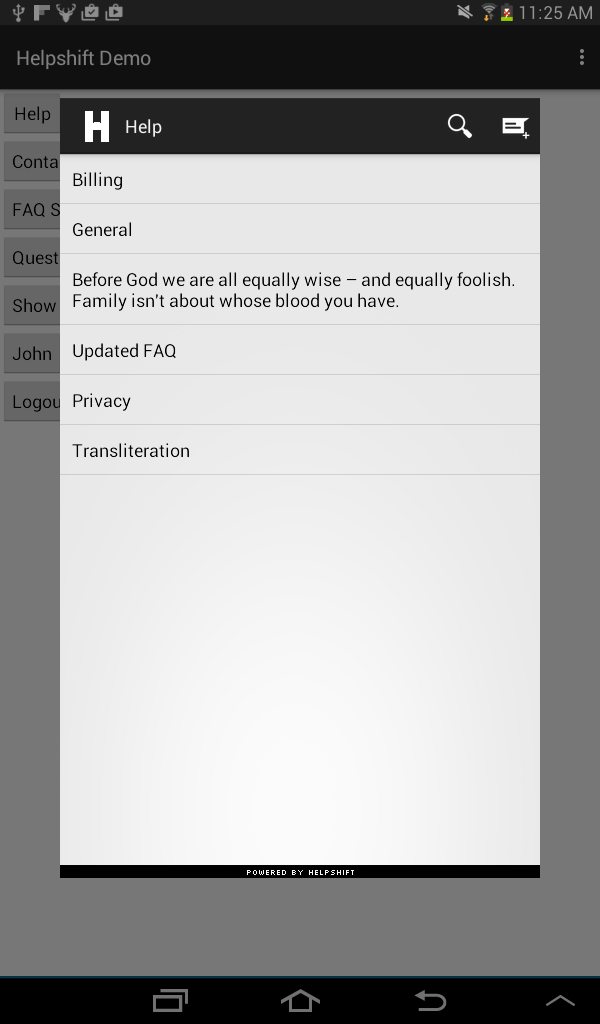 11:25 AM
Helpshift Demo
Help
Conta
FAQ S
Quest
Show
John
Logou
H Help
Billing
General
Before God we are all equally wise – and equally foolish.
Family isn't about whose blood you have.
Updated FAQ
Privacy
Transliteration
POWERED BY HELPSHIFT